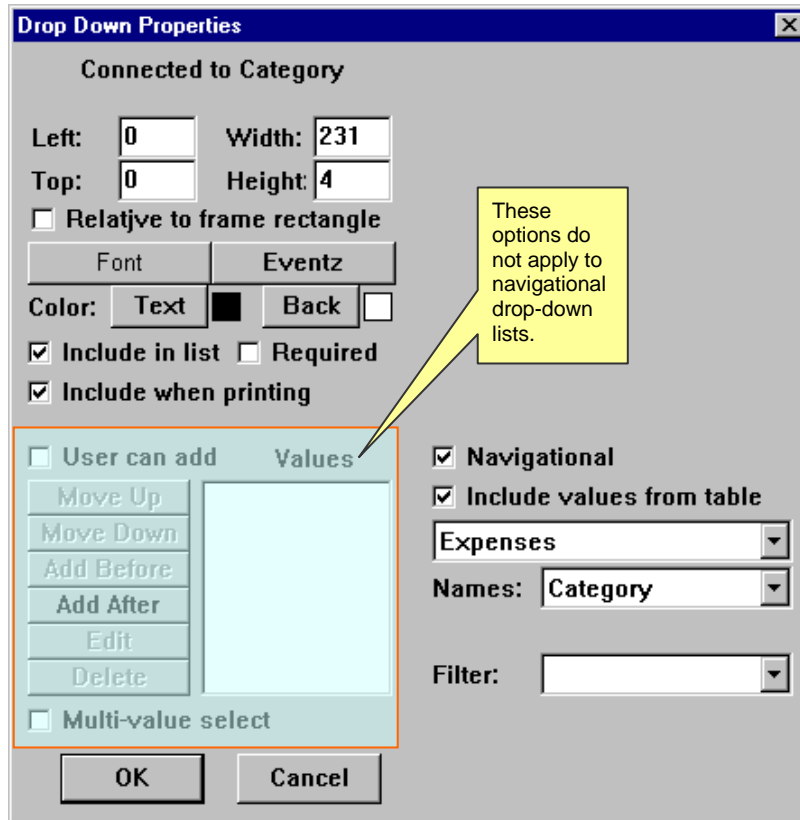 Drop Down Properties
Connected to Category
Left: 0 Width: 231
Top: 0 Height: 4
Relative to frame rectangle
Font Eventz
Color: Text Back
Include in list Required
Include when printing
These
options do
not apply to
navigational
drop-down
lists.
User can add Values
Move Up
Move Down
Add Before
Add After
Edit
Delete
Multi-value select
Navigational
Include values from table
Expenses
Names: Category
Filter:
OK Cancel